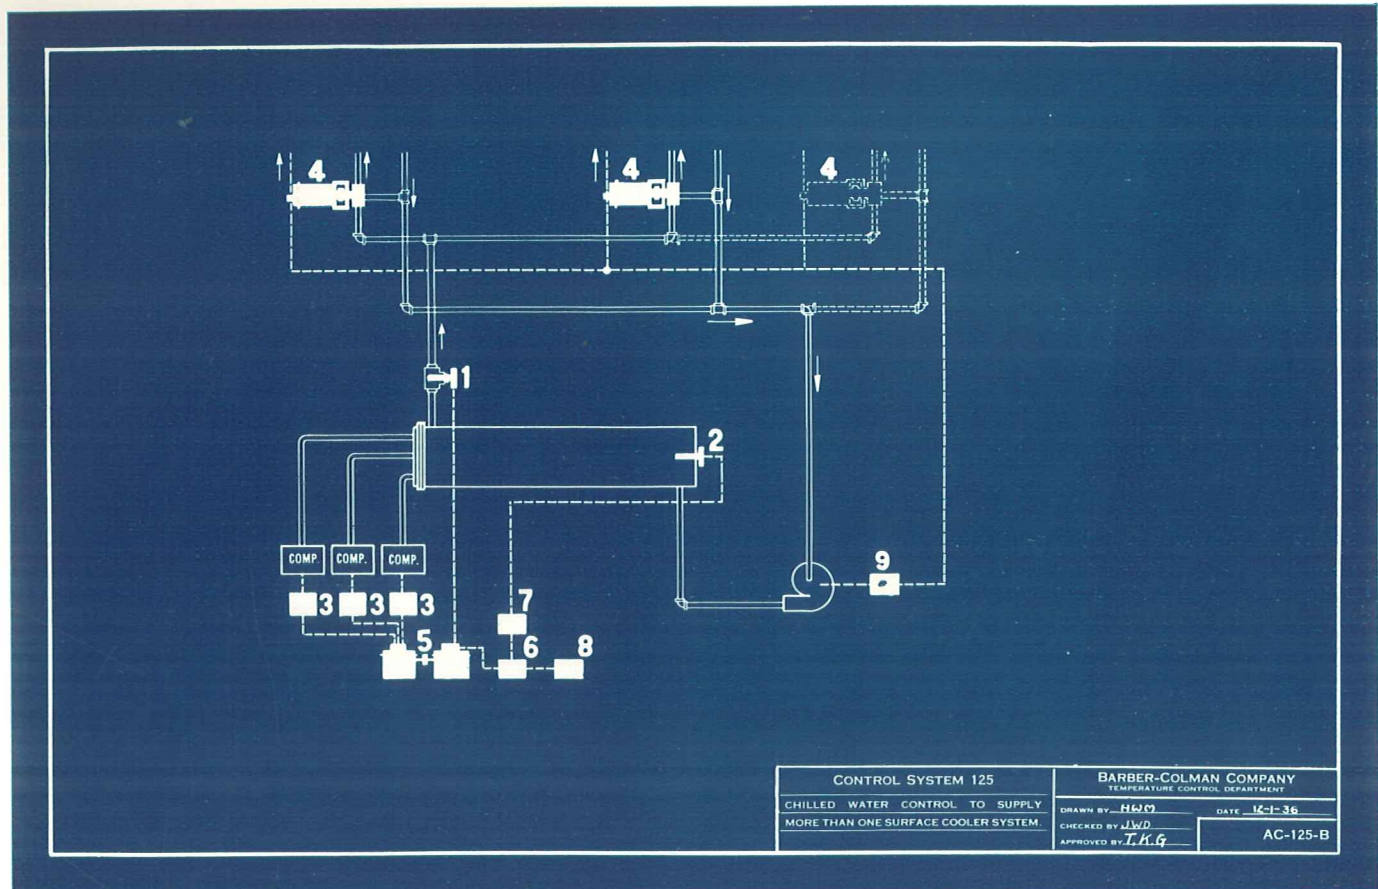 4 4 4
1
2
COMP. COMP. COMP.
9
3 3 3 7
5 6 8
CONTROL SYSTEM 125
CHILLED WATER CONTROL TO SUPPLY
MORE THAN ONE SURFACE COOLER SYSTEM.
BARBER-COLMAN COMPANY
TEMPERATURE CONTROL DEPARTMENT
DRAWN BY HWM DATE 12-1-36
CHECKED BY JWD
APPROVED BY T.K.G
AC-125-B